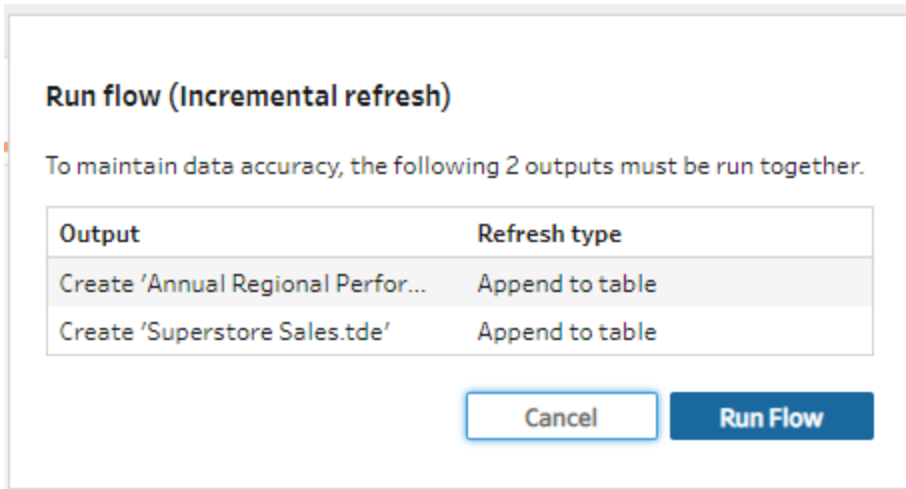 Run flow (Incremental refresh)
To maintain data accuracy, the following 2 outputs must be run together.
Output Refresh type
Create 'Annual Regional Perfor... Append to table
Create 'Superstore Sales.tde' Append to table
Cancel Run Flow